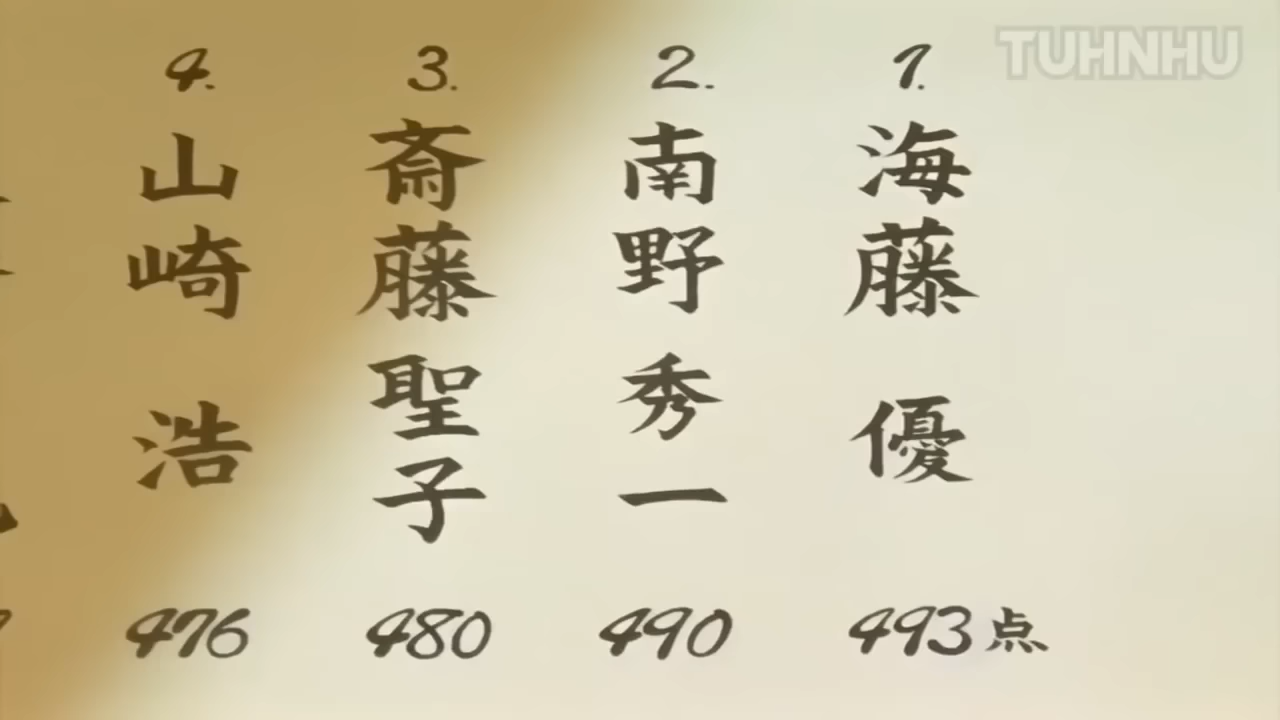 TUHNHU
1.
海藤 優
493点
2.
南野 秀一
490
3.
斎藤 聖子
480
4.
山崎 浩
476